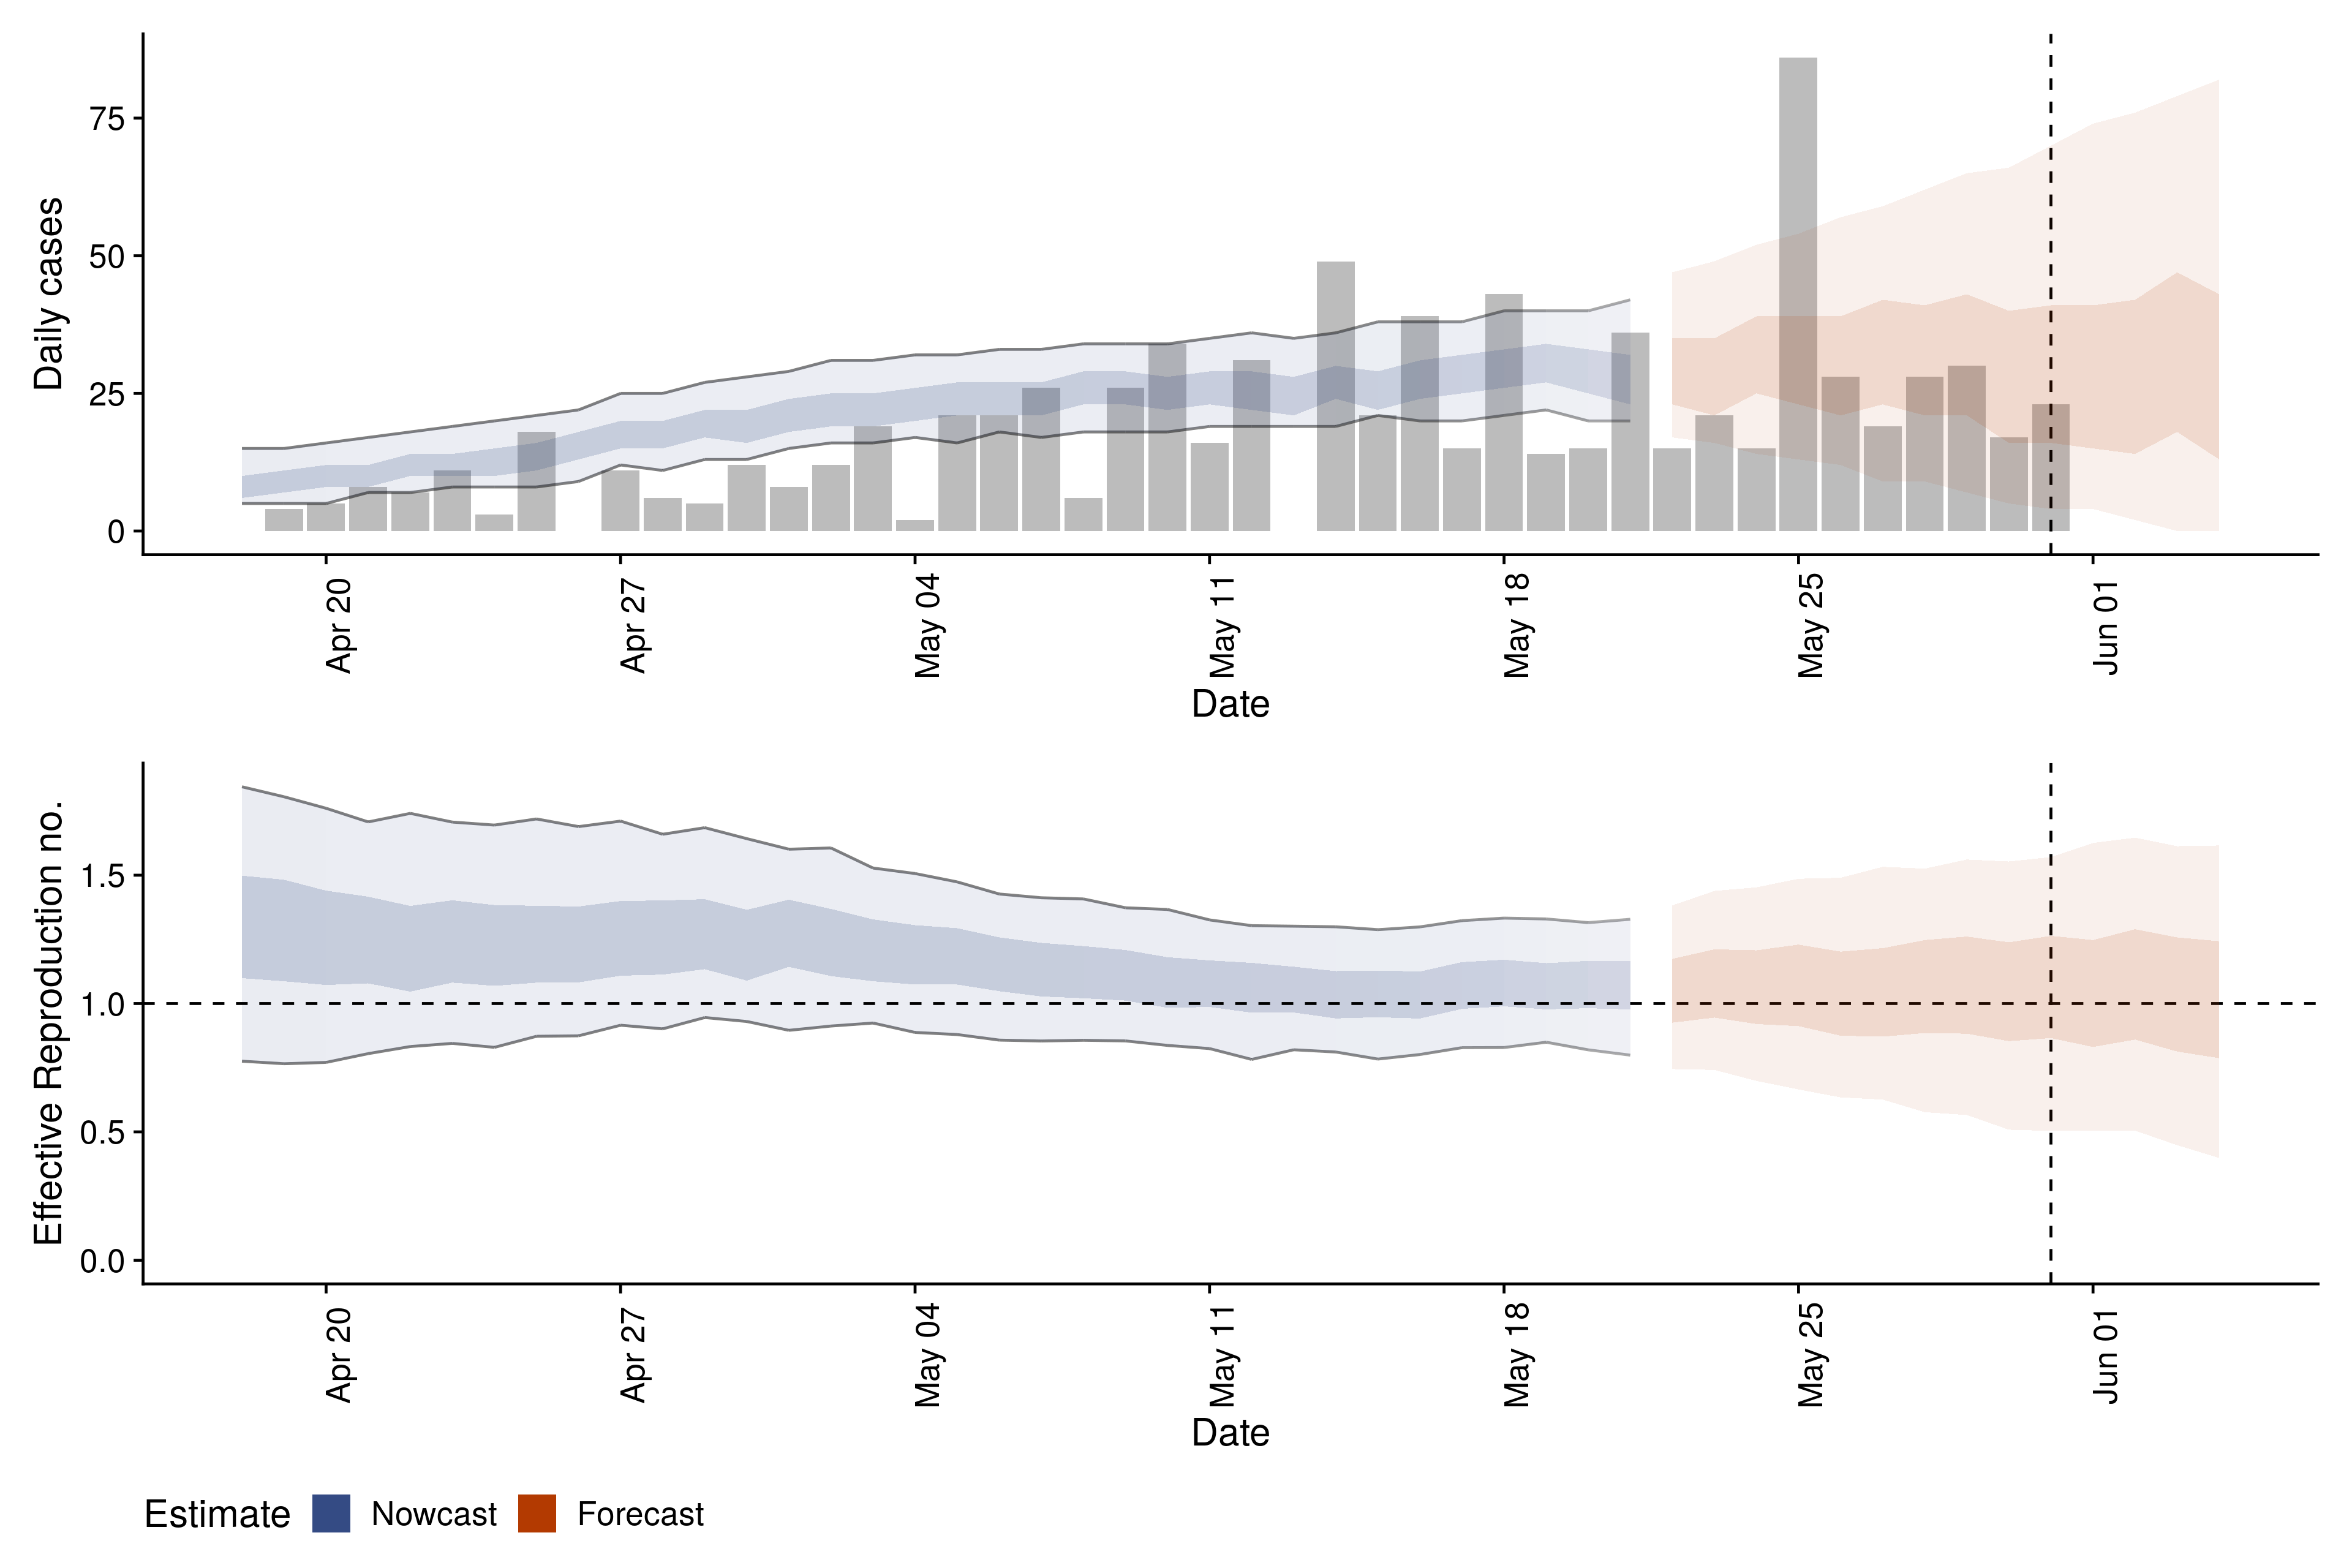 Daily cases
75
50
25
0
Apr 20
Apr 27
May 04
May 11
May 18
May 25
Jun 01
Date
Effective Reproduction no.
1.5
1.0
0.5
0.0
Apr 20
Apr 27
May 04
May 11
May 18
May 25
Jun 01
Date
Estimate Nowcast Forecast